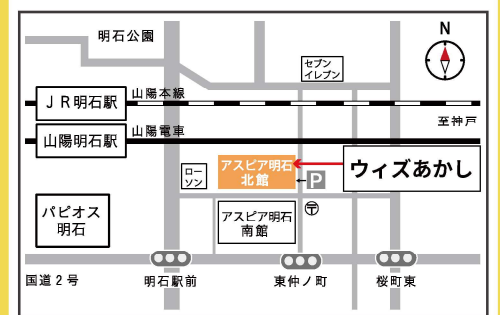 明石公園
N
セブン
イレブン
JR明石駅
山陽本線
至神戸
山陽明石駅
山陽電車
ロー
ソン
アスピア明石
北館
P
ウィズあかし
パピオス
明石
アスピア明石
南館
〒
国道2号
明石駅前
東仲ノ町
桜町東